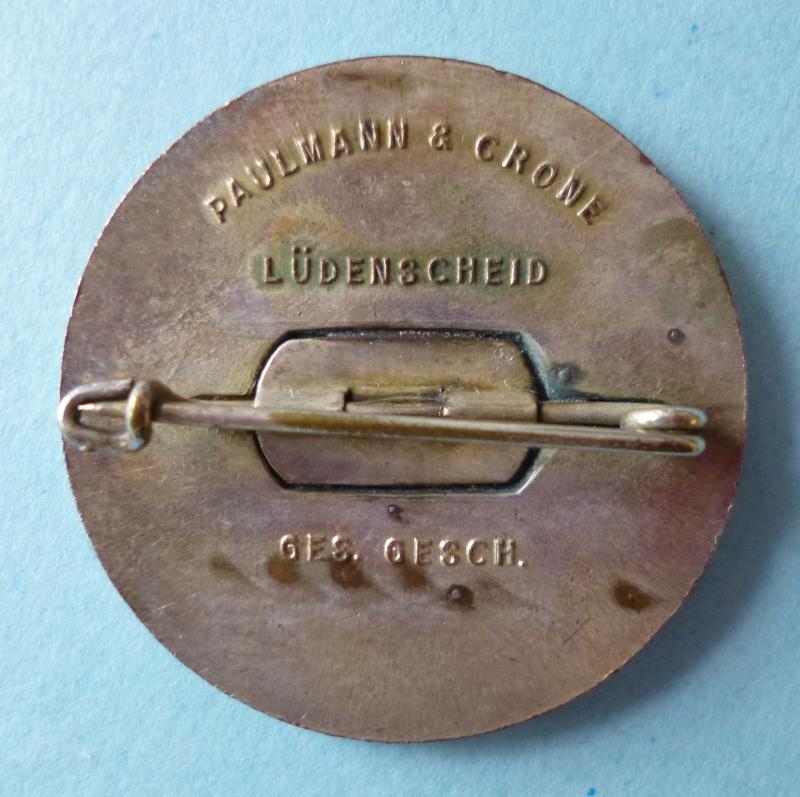 PAULMANN & CRONE
LÜDENSCHEID
GES. GESCH.